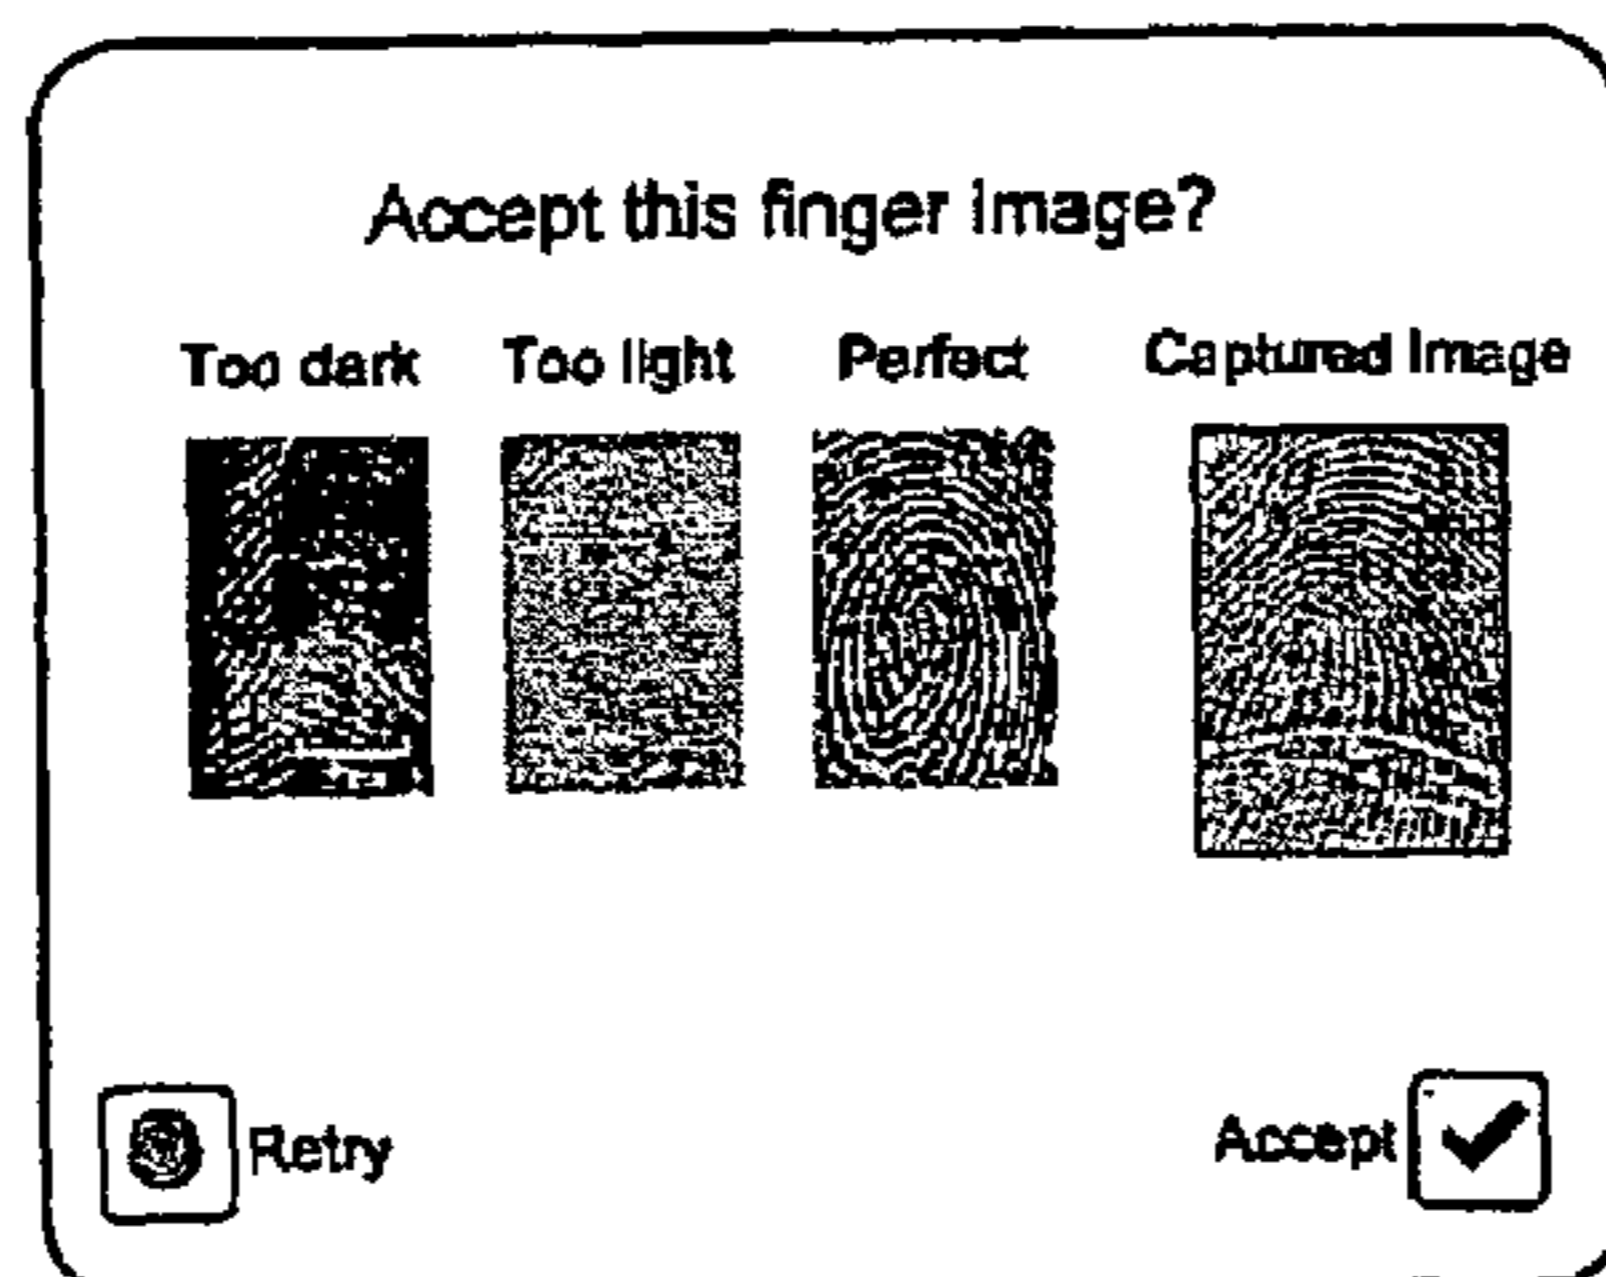 Accept this finger image?
Too dark Too light Perfect Captured Image
Retry Accept